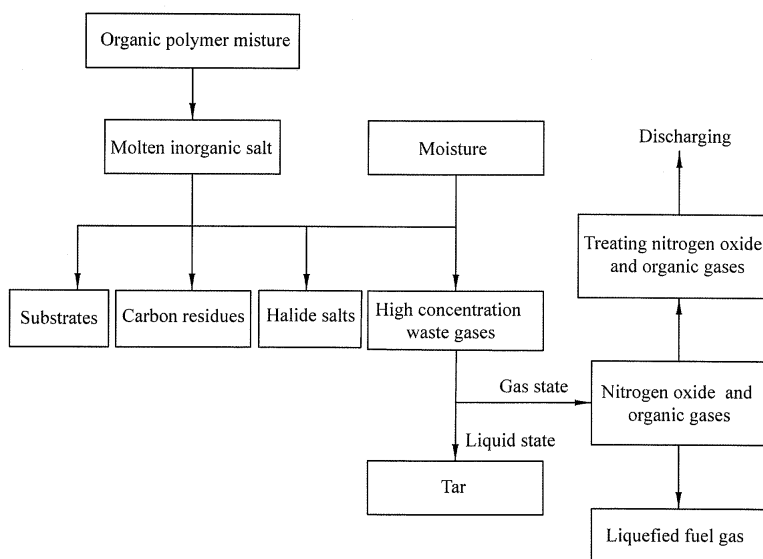 Organic polymer misture
Molten inorganic salt
Moisture
Discharging
Treating nitrogen oxide
and organic gases
Substrates
Carbon residues
Halide salts
High concentration
waste gases
Gas state
Nitrogen oxide and
organic gases
Liquid state
Tar
Liquefied fuel gas